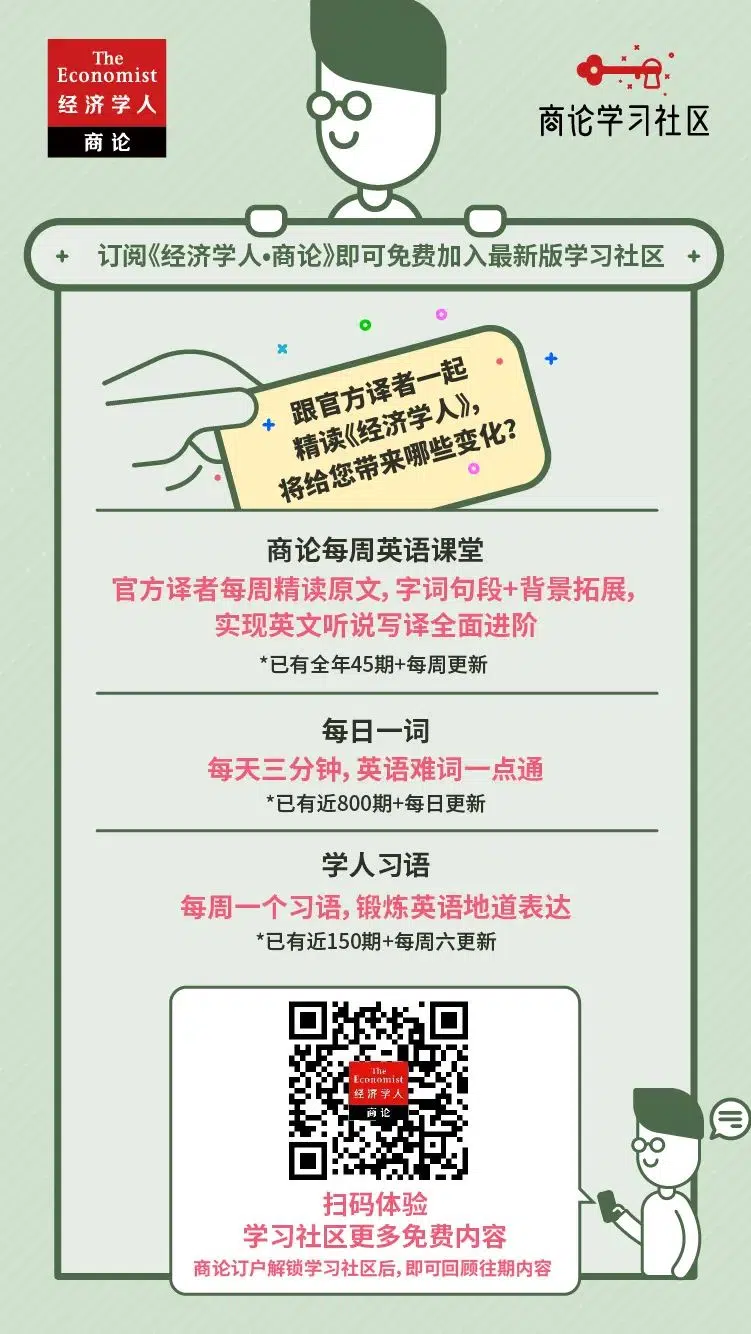 The
Economist
经济学人
商论
商论学习社区
订阅《经济学人•商论》即可免费加入最新版学习社区
跟官方译者一起
精读《经济学人》，
将给您带来哪些变化？
商论每周英语课堂
官方译者每周精读原文，字词句段+背景拓展，
实现英文听说写译全面进阶
*已有全年45期+每周更新
每日一词
每天三分钟，英语难词一点通
*已有近800期+每日更新
学人习语
每周一个习语，锻炼英语地道表达
*已有近150期+每周六更新
The
Economist
经济学人
商论
扫码体验
学习社区更多免费内容
商论订户解锁学习社区后，即可回顾往期内容